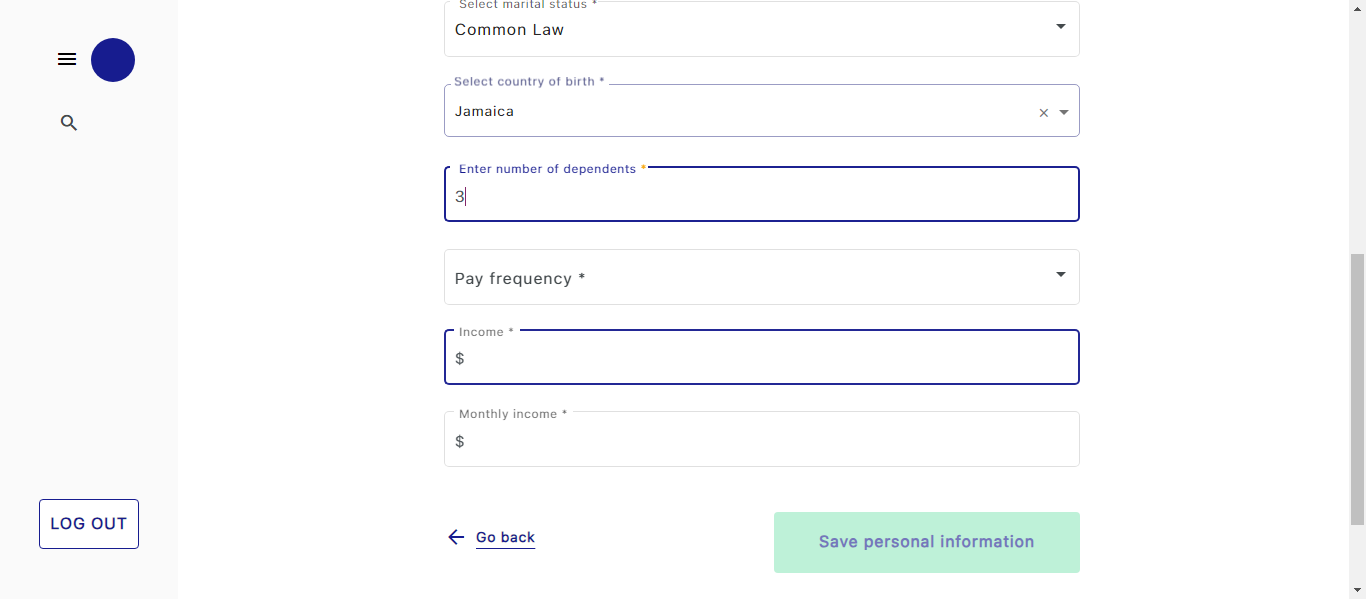 Select marital status *
Common Law
Select country of birth *
Jamaica
Enter number of dependents *
3
Pay frequency *
Income *
$
Monthly income *
$
Go back
Save personal information
LOG OUT